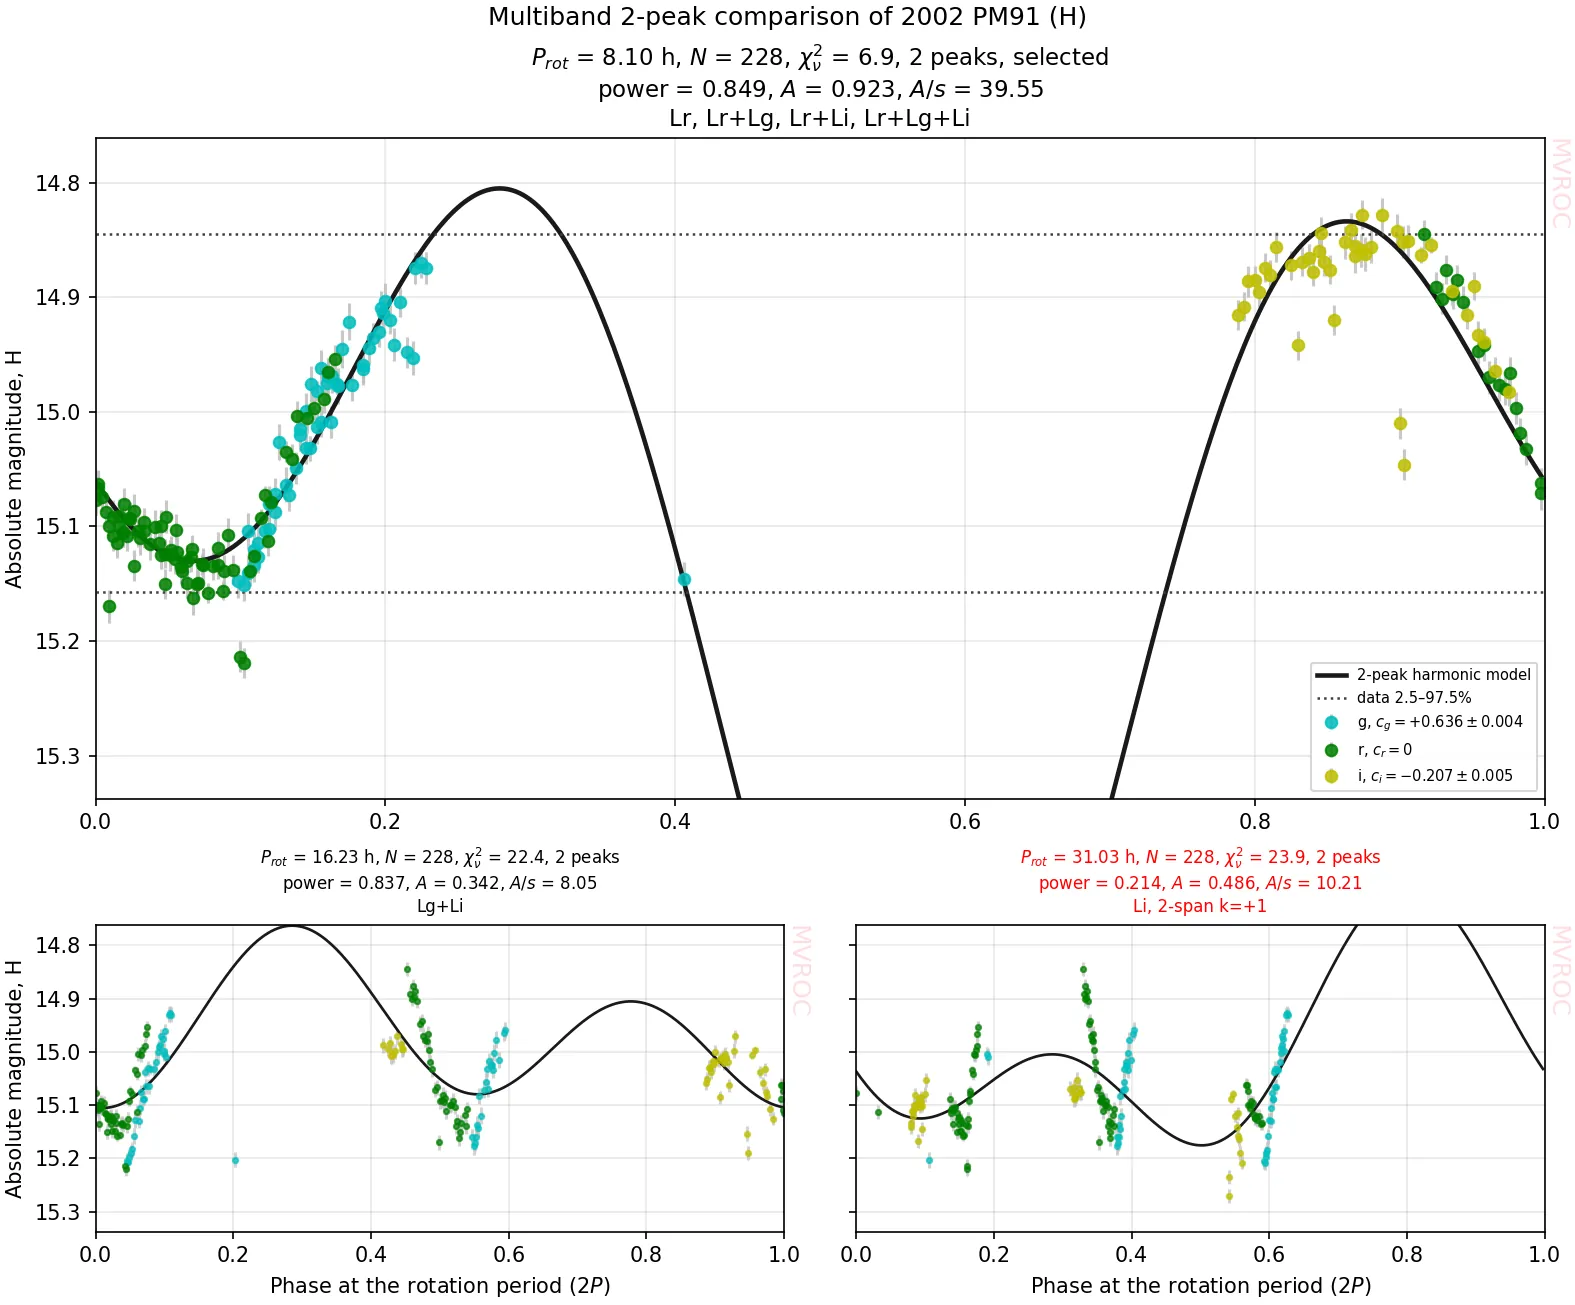 Multiband 2-peak comparison of 2002 PM91 (H)
P_rot = 8.10 h, N = 228, χ²_ν = 6.9, 2 peaks, selected
power = 0.849, A = 0.923, A/s = 39.55
Lr, Lr+Lg, Lr+Li, Lr+Lg+Li
MVROC
Absolute magnitude, H
14.8
14.9
15.0
15.1
15.2
15.3
2-peak harmonic model
data 2.5–97.5%
g, c_g = +0.636 ± 0.004
r, c_r = 0
i, c_i = −0.207 ± 0.005
0.0 0.2 0.4 0.6 0.8 1.0
P_rot = 16.23 h, N = 228, χ²_ν = 22.4, 2 peaks
power = 0.837, A = 0.342, A/s = 8.05
Lg+Li
MVROC
Absolute magnitude, H
14.8
14.9
15.0
15.1
15.2
15.3
0.0 0.2 0.4 0.6 0.8 1.0
Phase at the rotation period (2P)
P_rot = 31.03 h, N = 228, χ²_ν = 23.9, 2 peaks
power = 0.214, A = 0.486, A/s = 10.21
Li, 2-span k=+1
MVROC
0.0 0.2 0.4 0.6 0.8 1.0
Phase at the rotation period (2P)